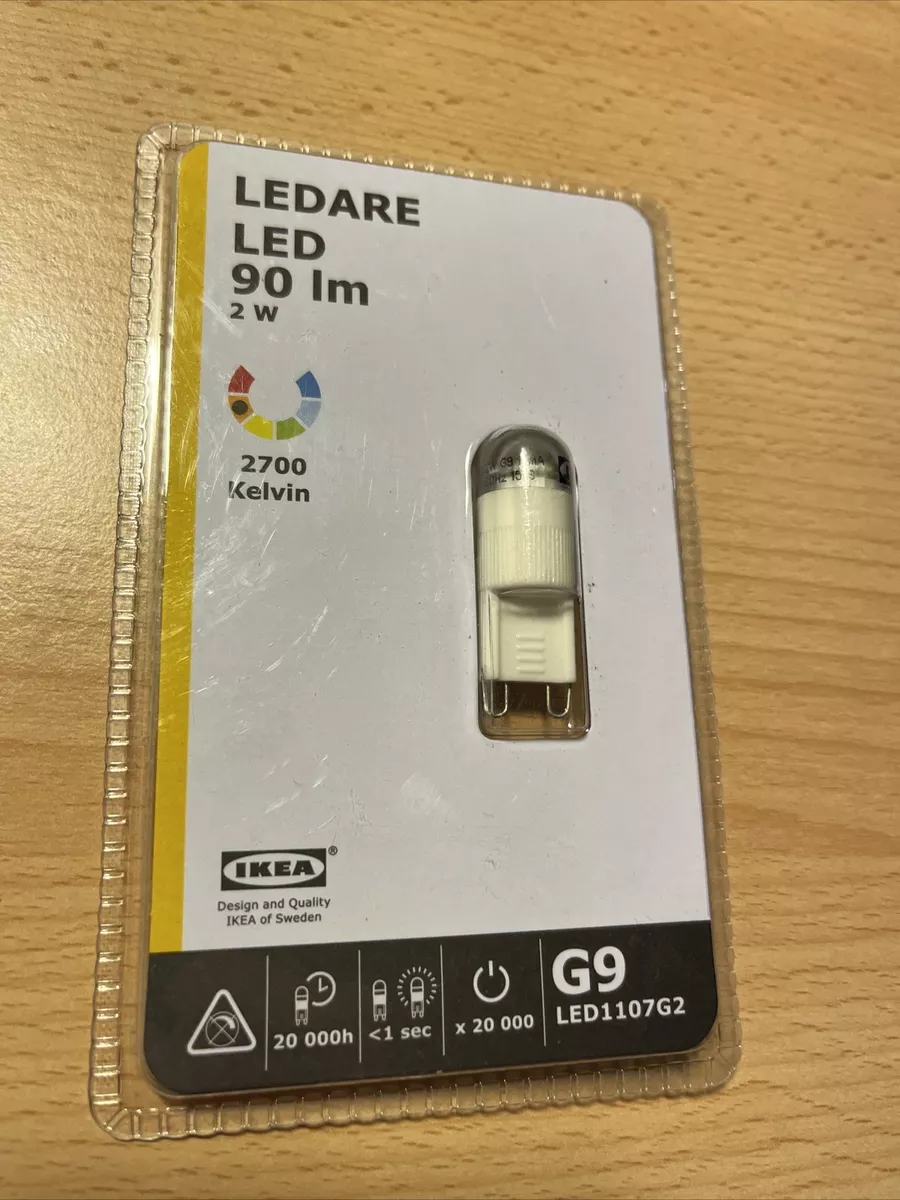 LEDARE
LED
90 lm
2 W
2700
Kelvin
G9
IKEA®
Design and Quality
IKEA of Sweden
20 000h
<1 sec
x 20 000
G9
LED1107G2